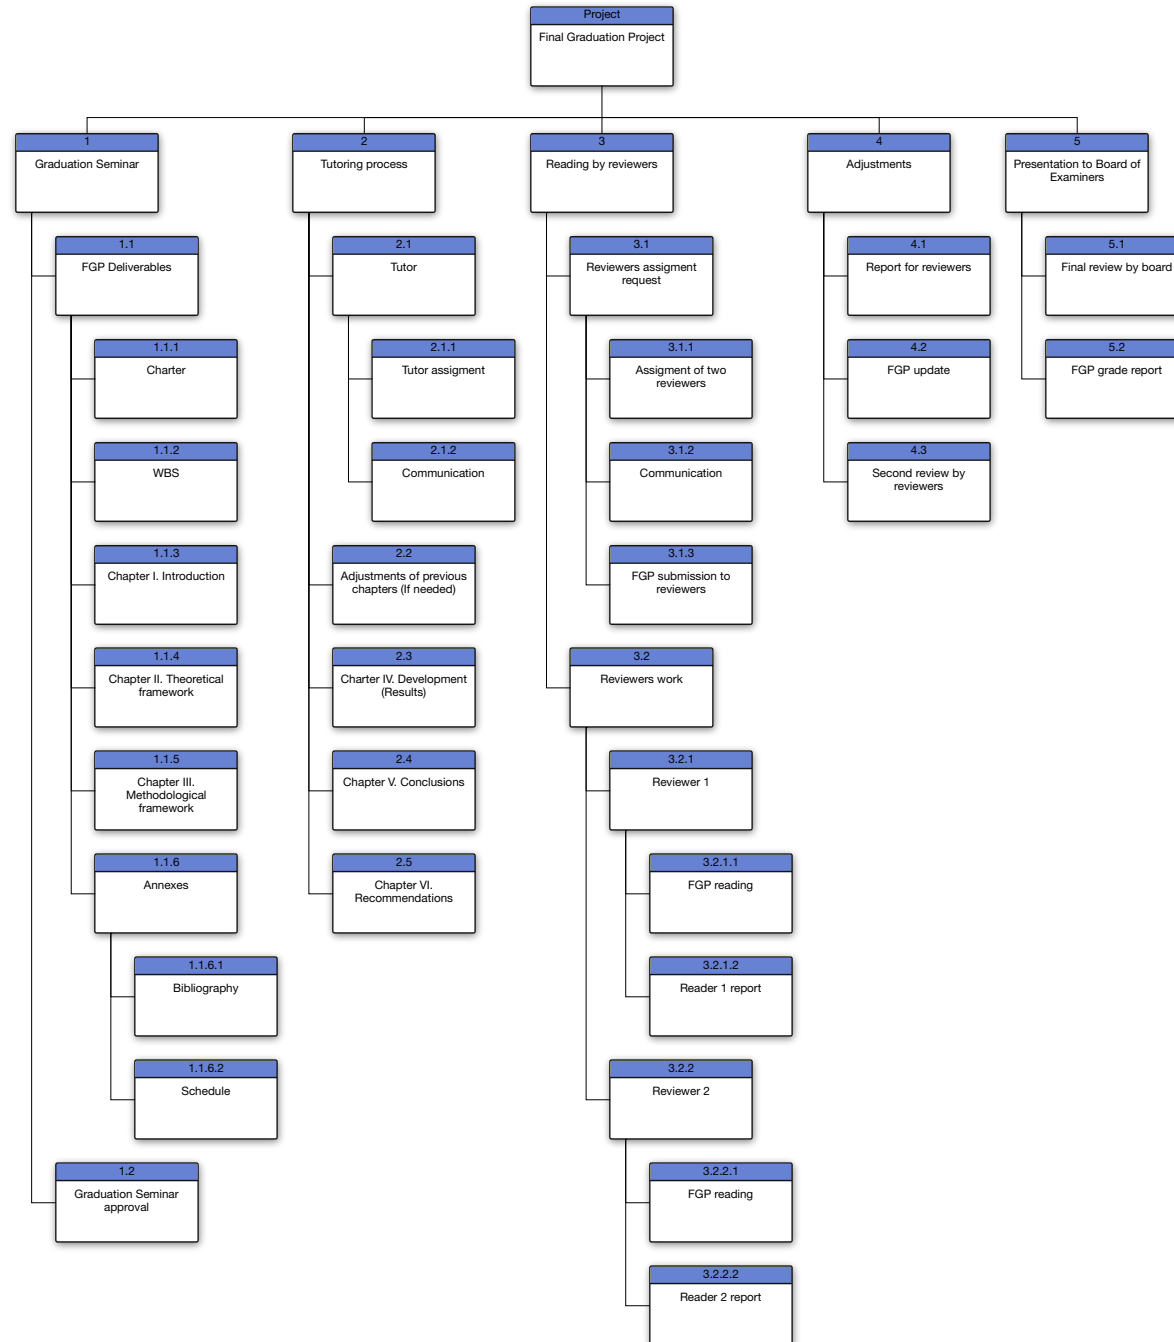 Project
Final Graduation Project
1
Graduation Seminar
1.1
FGP Deliverables
1.1.1
Charter
1.1.2
WBS
1.1.3
Chapter I. Introduction
1.1.4
Chapter II. Theoretical
framework
1.1.5
Chapter III.
Methodological
framework
1.1.6
Annexes
1.1.6.1
Bibliography
1.1.6.2
Schedule
1.2
Graduation Seminar
approval
2
Tutoring process
2.1
Tutor
2.1.1
Tutor assigment
2.1.2
Communication
2.2
Adjustments of previous
chapters (If needed)
2.3
Charter IV. Development
(Results)
2.4
Chapter V. Conclusions
2.5
Chapter VI.
Recommendations
3
Reading by reviewers
3.1
Reviewers assigment
request
3.1.1
Assigment of two
reviewers
3.1.2
Communication
3.1.3
FGP submission to
reviewers
3.2
Reviewers work
3.2.1
Reviewer 1
3.2.1.1
FGP reading
3.2.1.2
Reader 1 report
3.2.2
Reviewer 2
3.2.2.1
FGP reading
3.2.2.2
Reader 2 report
4
Adjustments
4.1
Report for reviewers
4.2
FGP update
4.3
Second review by
reviewers
5
Presentation to Board of
Examiners
5.1
Final review by board
5.2
FGP grade report